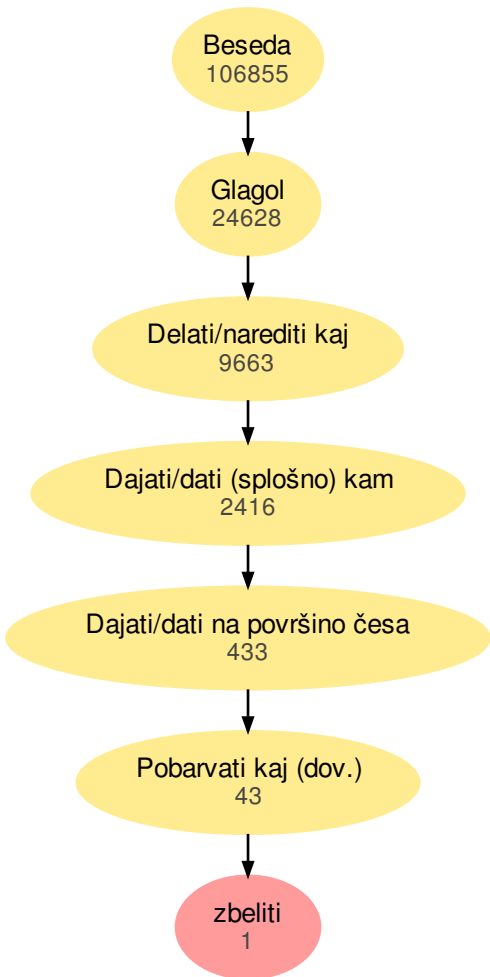 Beseda
106855
Glagol
24628
Delati/narediti kaj
9663
Dajati/dati (splošno) kam
2416
Dajati/dati na površino česa
433
Pobarvati kaj (dov.)
43
zbeliti
1